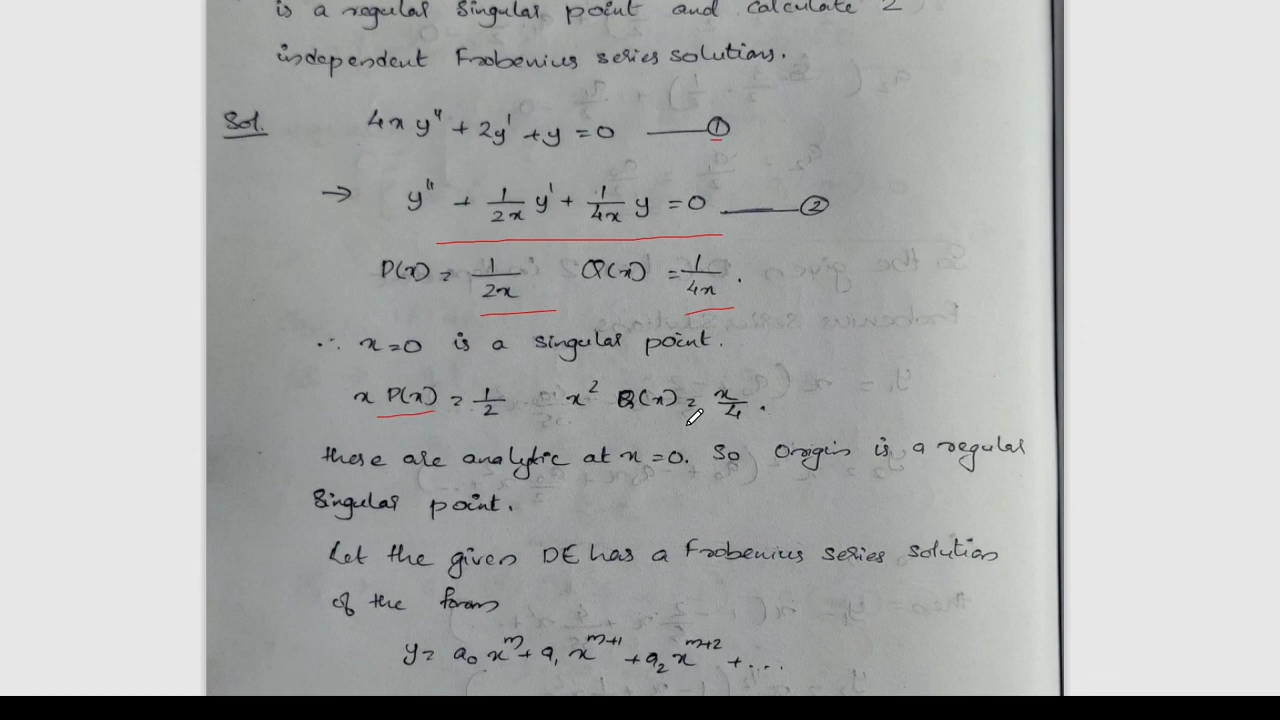 is a regular singular point and calculate 2
independent Frobenius series solutions.
Sol. 4x y'' + 2y' + y = 0 ——— ①
→ y'' + 1/2x y' + 1/4x y = 0 ——— ②
P(x) = 1/2x Q(x) = 1/4x .
∴ x=0 is a singular point.
x P(x) = 1/2 x² Q(x) = x/4 .
these are analytic at x=0. So Origin is a regular
singular point.
Let the given DE has a Frobenius series solution
of the form
y = a₀ x^m + a₁ x^{m+1} + a₂ x^{m+2} + ....